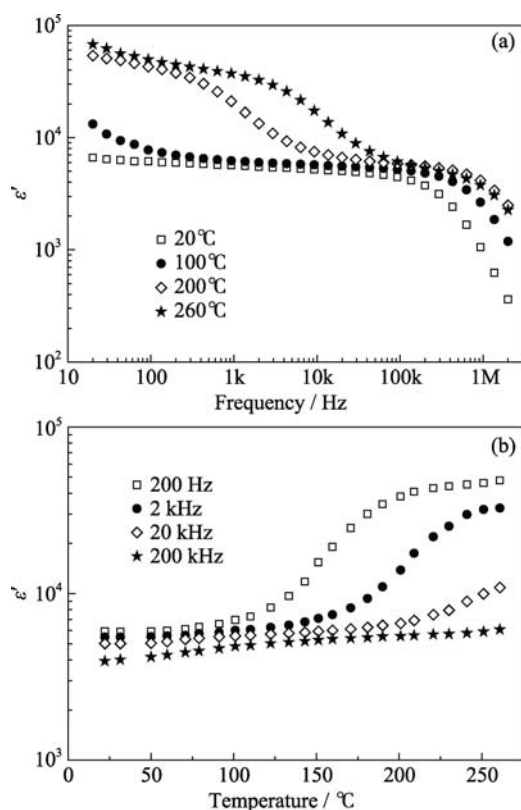 10^5
(a)
10^4
ε′
10^3
□ 20℃
● 100℃
◇ 200℃
★ 260℃
10^2
10 100 1k 10k 100k 1M
Frequency / Hz
10^5
(b)
□ 200 Hz
● 2 kHz
◇ 20 kHz
★ 200 kHz
ε′
10^4
10^3
0 50 100 150 200 250
Temperature / ℃